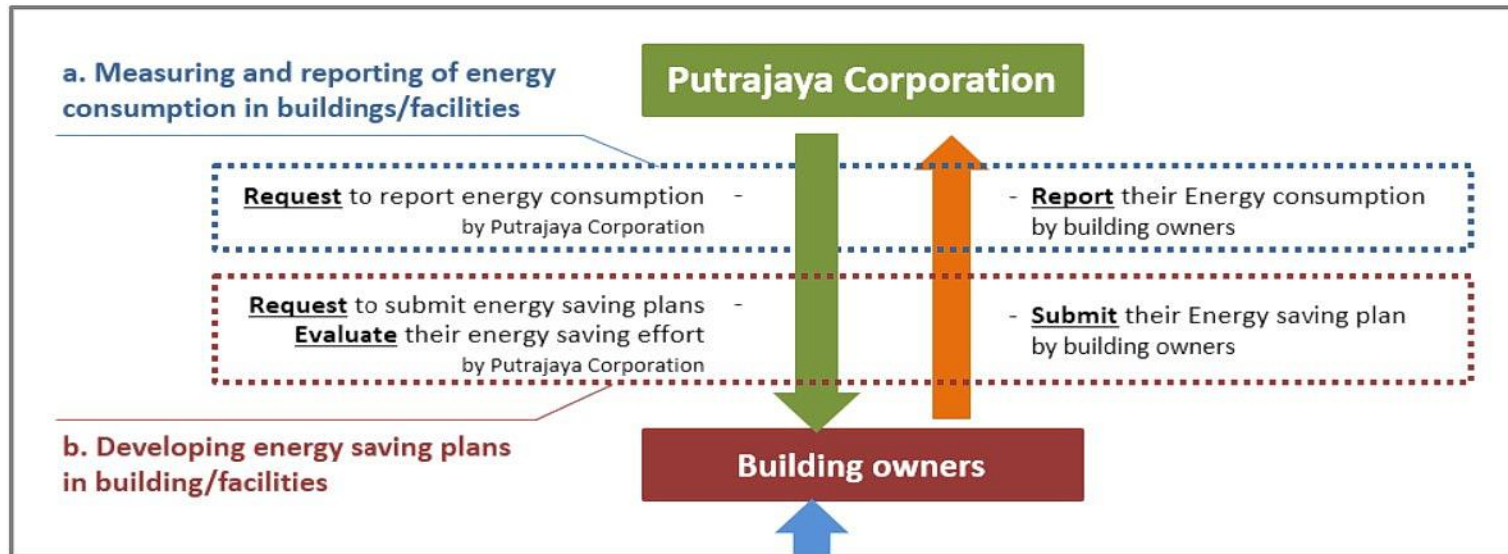 a. Measuring and reporting of energy
consumption in buildings/facilities
Putrajaya Corporation
Request to report energy consumption -
by Putrajaya Corporation
- Report their Energy consumption
by building owners
Request to submit energy saving plans -
Evaluate their energy saving effort
by Putrajaya Corporation
- Submit their Energy saving plan
by building owners
b. Developing energy saving plans
in building/facilities
Building owners